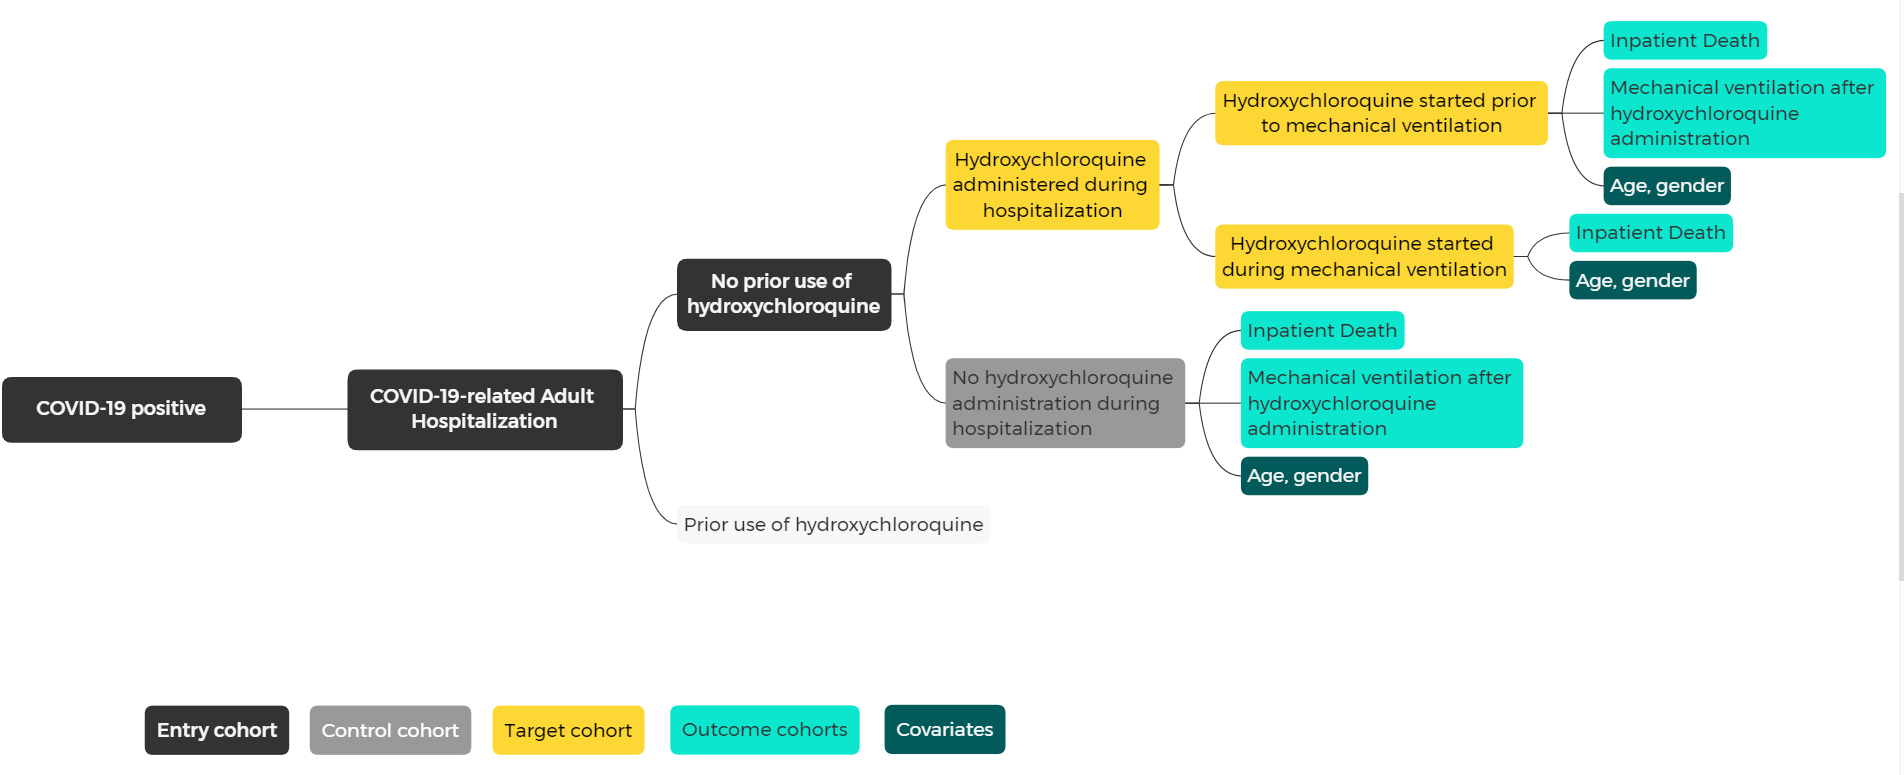 COVID-19 positive
COVID-19-related Adult
Hospitalization
No prior use of
hydroxychloroquine
Prior use of hydroxychloroquine
Hydroxychloroquine
administered during
hospitalization
No hydroxychloroquine
administration during
hospitalization
Hydroxychloroquine started prior
to mechanical ventilation
Hydroxychloroquine started
during mechanical ventilation
Inpatient Death
Mechanical ventilation after
hydroxychloroquine
administration
Age, gender
Inpatient Death
Age, gender
Inpatient Death
Mechanical ventilation after
hydroxychloroquine
administration
Age, gender
Entry cohort
Control cohort
Target cohort
Outcome cohorts
Covariates